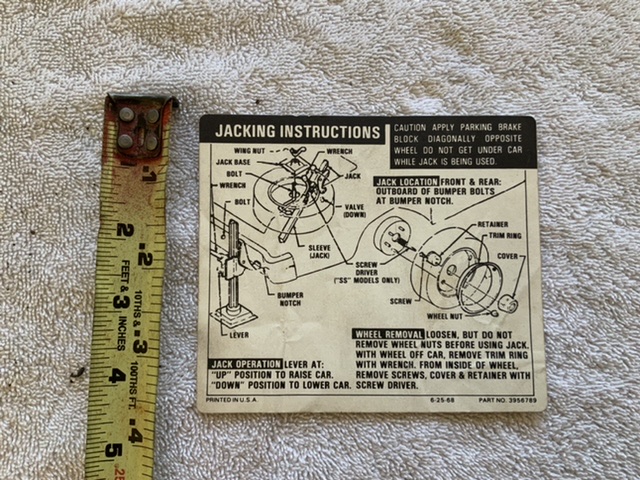 JACKING INSTRUCTIONS
CAUTION APPLY PARKING BRAKE
BLOCK DIAGONALLY OPPOSITE
WHEEL DO NOT GET UNDER CAR
WHILE JACK IS BEING USED.
WING NUT
WRENCH
JACK BASE
BOLT
JACK
WRENCH
BOLT
VALVE
(DOWN)
SLEEVE
(JACK)
JACK LOCATION FRONT & REAR:
OUTBOARD OF BUMPER BOLTS
AT BUMPER NOTCH.
RETAINER
TRIM RING
COVER
SCREW
DRIVER
("SS" MODELS ONLY)
SCREW
WHEEL NUT
BUMPER
NOTCH
LEVER
JACK OPERATION LEVER AT:
"UP" POSITION TO RAISE CAR.
"DOWN" POSITION TO LOWER CAR.
WHEEL REMOVAL LOOSEN, BUT DO NOT
REMOVE WHEEL NUTS BEFORE USING JACK.
WITH WHEEL OFF CAR, REMOVE TRIM RING
WITH WRENCH. FROM INSIDE OF WHEEL,
REMOVE SCREWS, COVER & RETAINER WITH
SCREW DRIVER.
PRINTED IN U.S.A.
6-25-68
PART NO. 3956789
.1
2
.2
FEET & INCHES
10THS & 100THS FT.
3
.3
4
.4
5